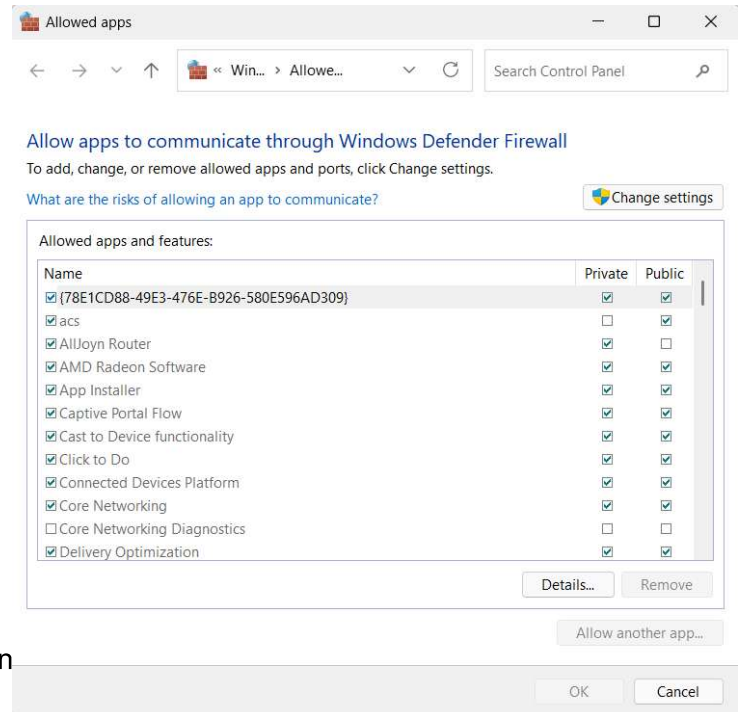 Allowed apps
« Win... > Allowe...
Search Control Panel
Allow apps to communicate through Windows Defender Firewall
To add, change, or remove allowed apps and ports, click Change settings.
What are the risks of allowing an app to communicate?
Change settings
Allowed apps and features:
Name Private Public
{78E1CD88-49E3-476E-B926-580E596AD309}
acs
AllJoyn Router
AMD Radeon Software
App Installer
Captive Portal Flow
Cast to Device functionality
Click to Do
Connected Devices Platform
Core Networking
Core Networking Diagnostics
Delivery Optimization
Details... Remove
Allow another app...
n
OK Cancel